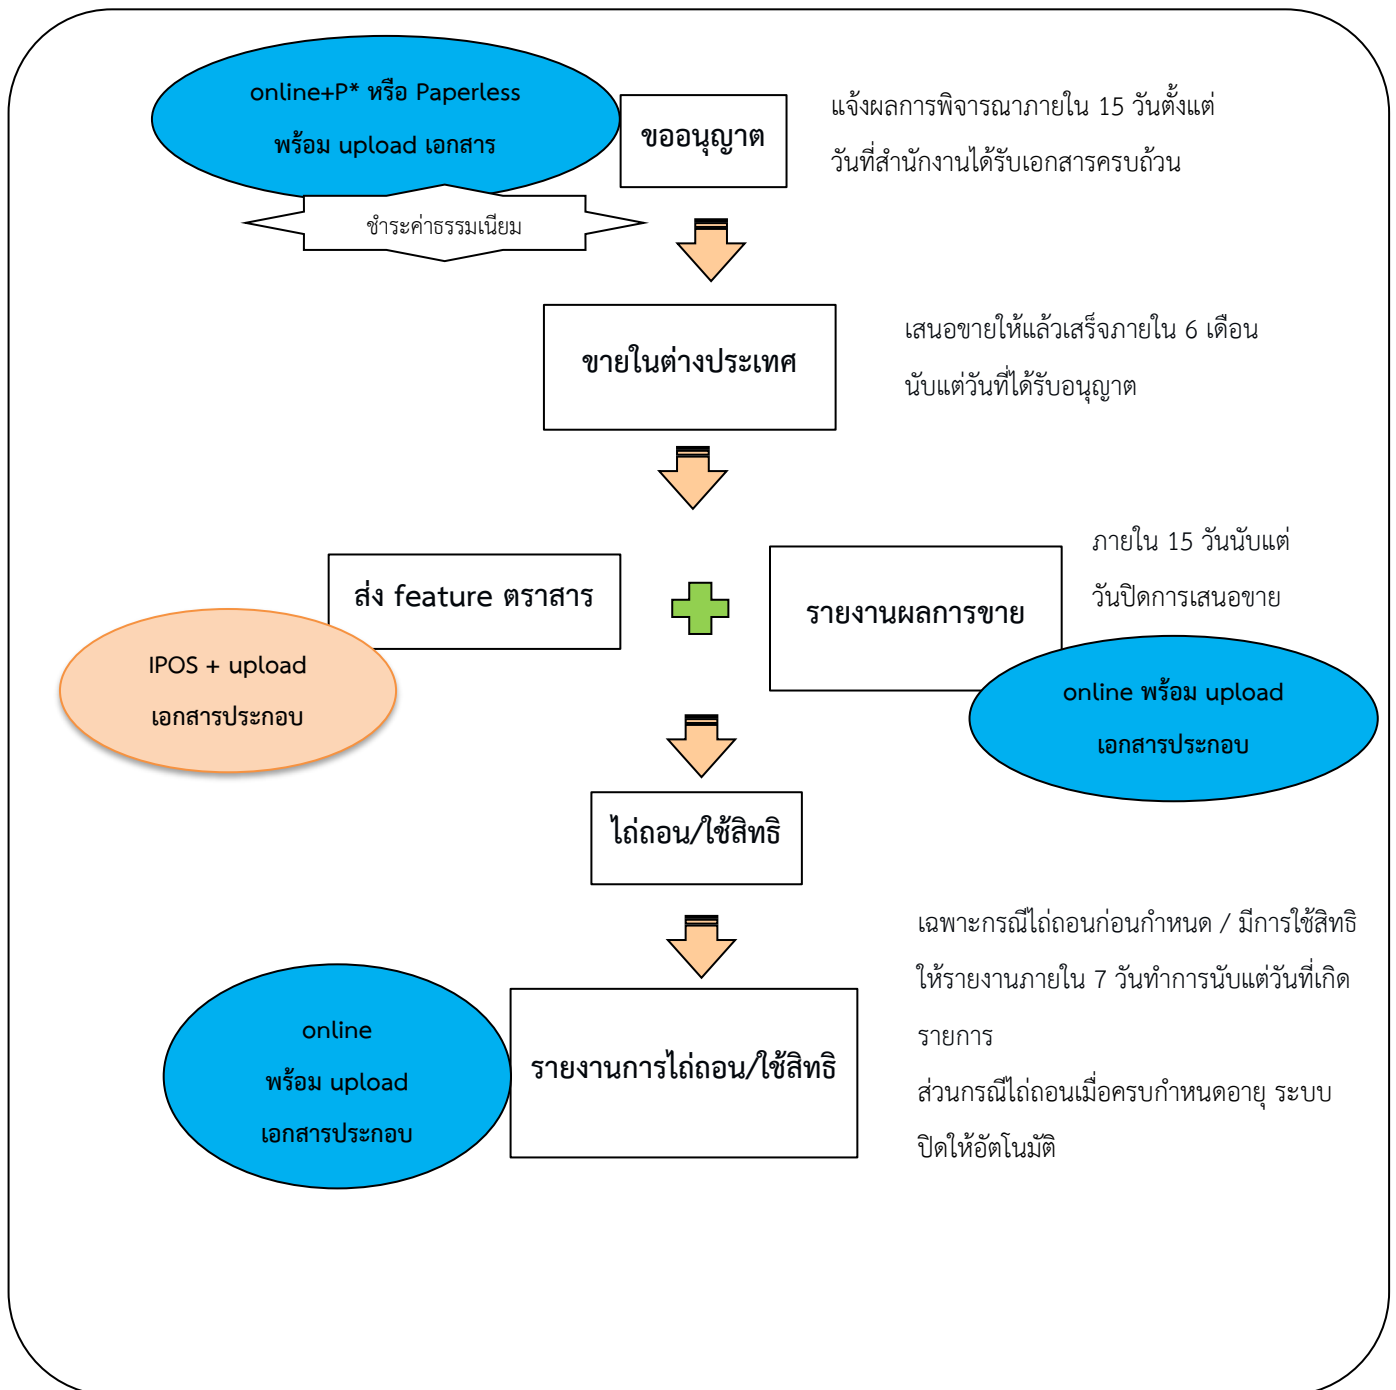 online+P* หรือ Paperless
พร้อม upload เอกสาร
ขออนุญาต
แจ้งผลการพิจารณาภายใน 15 วันตั้งแต่
วันที่สำนักงานได้รับเอกสารครบถ้วน
ชำระค่าธรรมเนียม
ขายในต่างประเทศ
เสนอขายให้แล้วเสร็จภายใน 6 เดือน
นับแต่วันที่ได้รับอนุญาต
ส่ง feature ตราสาร
IPOS + upload
เอกสารประกอบ
รายงานผลการขาย
ภายใน 15 วันนับแต่
วันปิดการเสนอขาย
online พร้อม upload
เอกสารประกอบ
ไถ่ถอน/ใช้สิทธิ
online
พร้อม upload
เอกสารประกอบ
รายงานการไถ่ถอน/ใช้สิทธิ
เฉพาะกรณีไถ่ถอนก่อนกำหนด / มีการใช้สิทธิ
ให้รายงานภายใน 7 วันทำการนับแต่วันที่เกิด
รายการ
ส่วนกรณีไถ่ถอนเมื่อครบกำหนดอายุ ระบบ
ปิดให้อัตโนมัติ